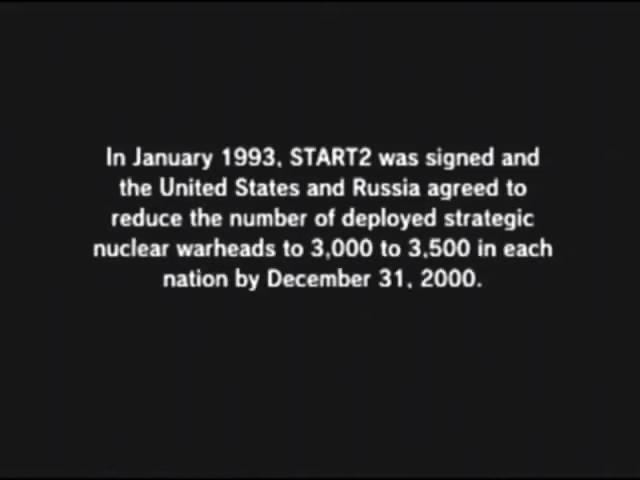 In January 1993, START2 was signed and
the United States and Russia agreed to
reduce the number of deployed strategic
nuclear warheads to 3,000 to 3,500 in each
nation by December 31, 2000.